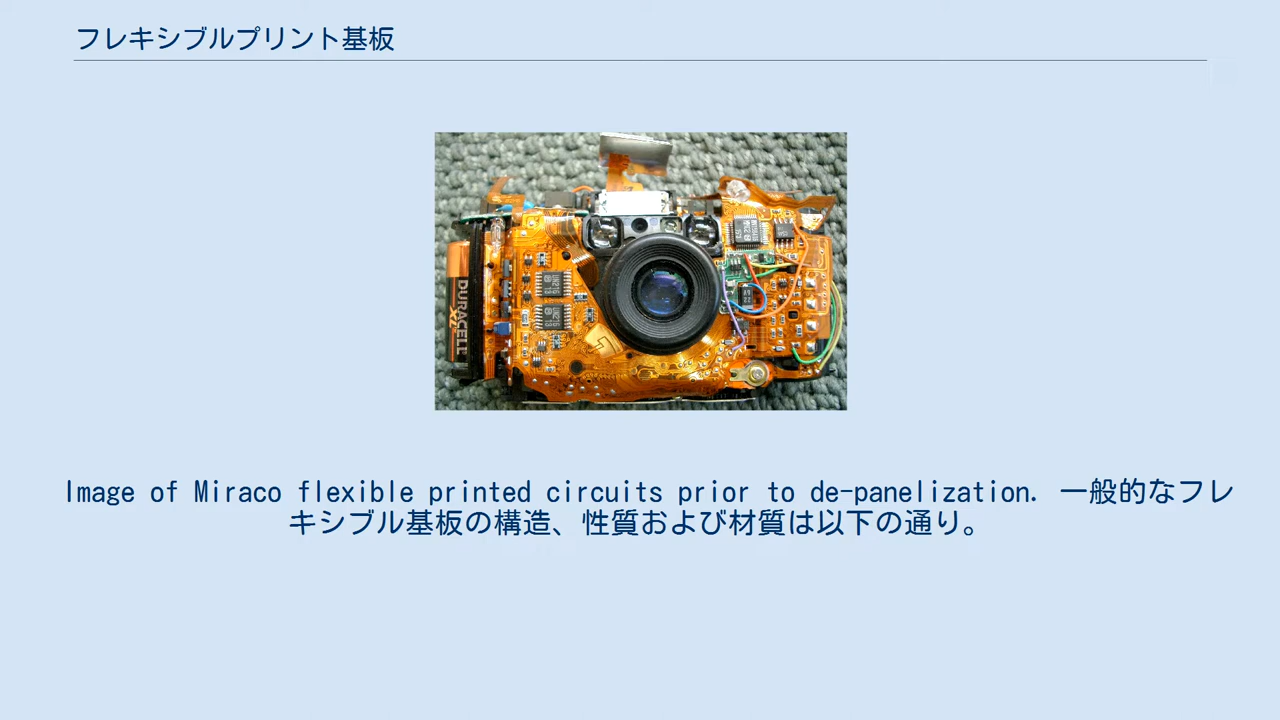 フレキシブルプリント基板
DURACELL
XL
Image of Miraco flexible printed circuits prior to de-panelization. 一般的なフレ
キシブル基板の構造、性質および材質は以下の通り。